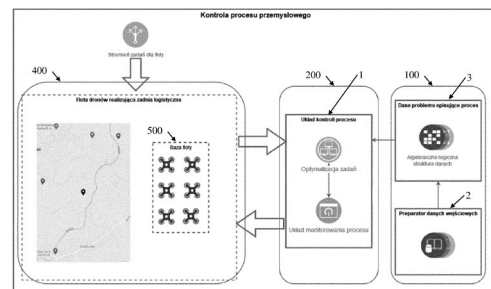 Kontrola procesu przemysłowego
Strumień zadań dla floty
400
200
1
100
3
Flota dronów realizująca zadnia logistyczne
500
Baza floty
Układ kontroli procesu
Optymalizacja zadań
Układ monitorowania procesu
Dane problemu opisujące proces
Algebraiczno logiczna
struktura danych
2
Preparator danych wejściowych